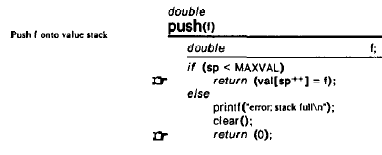 double
Push f onto value stack push(f)
double f;
if (sp < MAXVAL)
return (val[sp++] = f);
else
printf("error; stack full\n");
clear();
return (0);